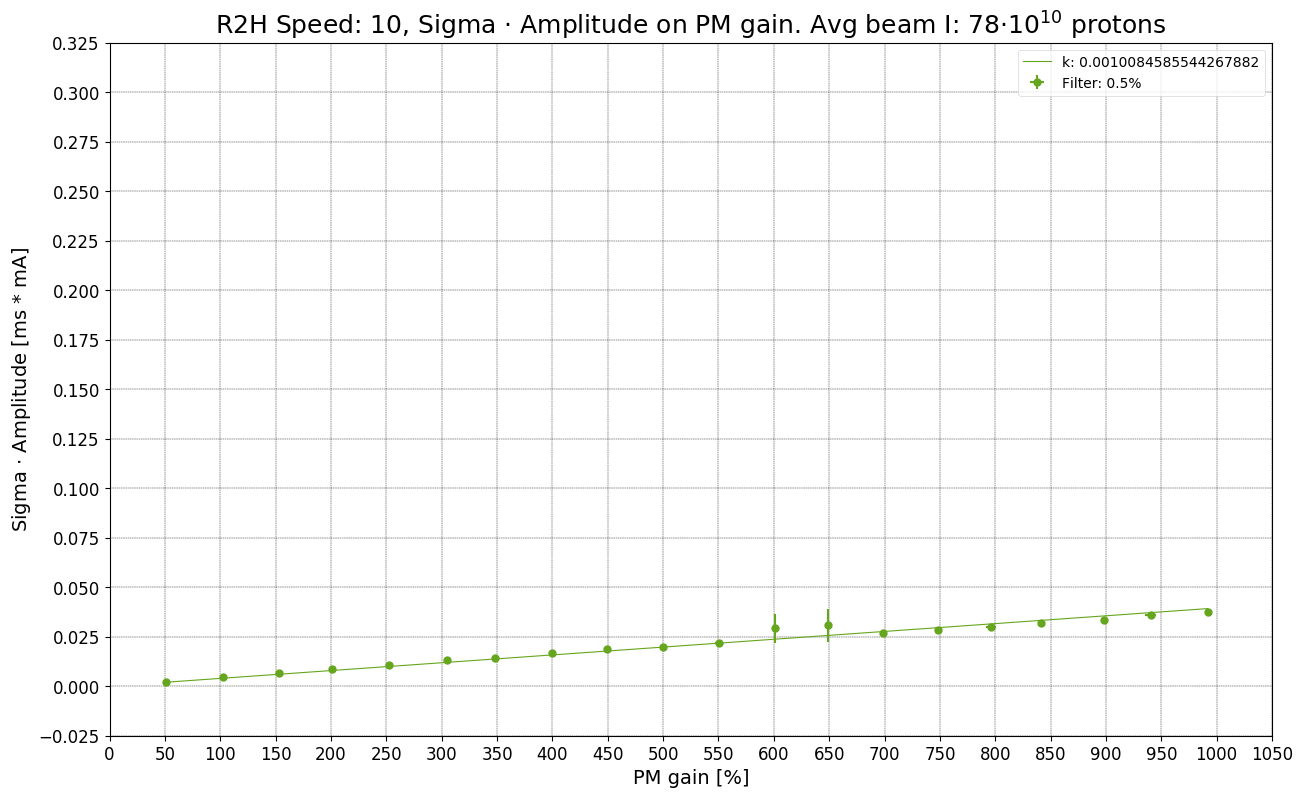 R2H Speed: 10, Sigma · Amplitude on PM gain. Avg beam I: 78·10^10 protons
k: 0.0010084585544267882
Filter: 0.5%
Sigma · Amplitude [ms * mA]
0.325
0.300
0.275
0.250
0.225
0.200
0.175
0.150
0.125
0.100
0.075
0.050
0.025
0.000
−0.025
0 50 100 150 200 250 300 350 400 450 500 550 600 650 700 750 800 850 900 950 1000 1050
PM gain [%]